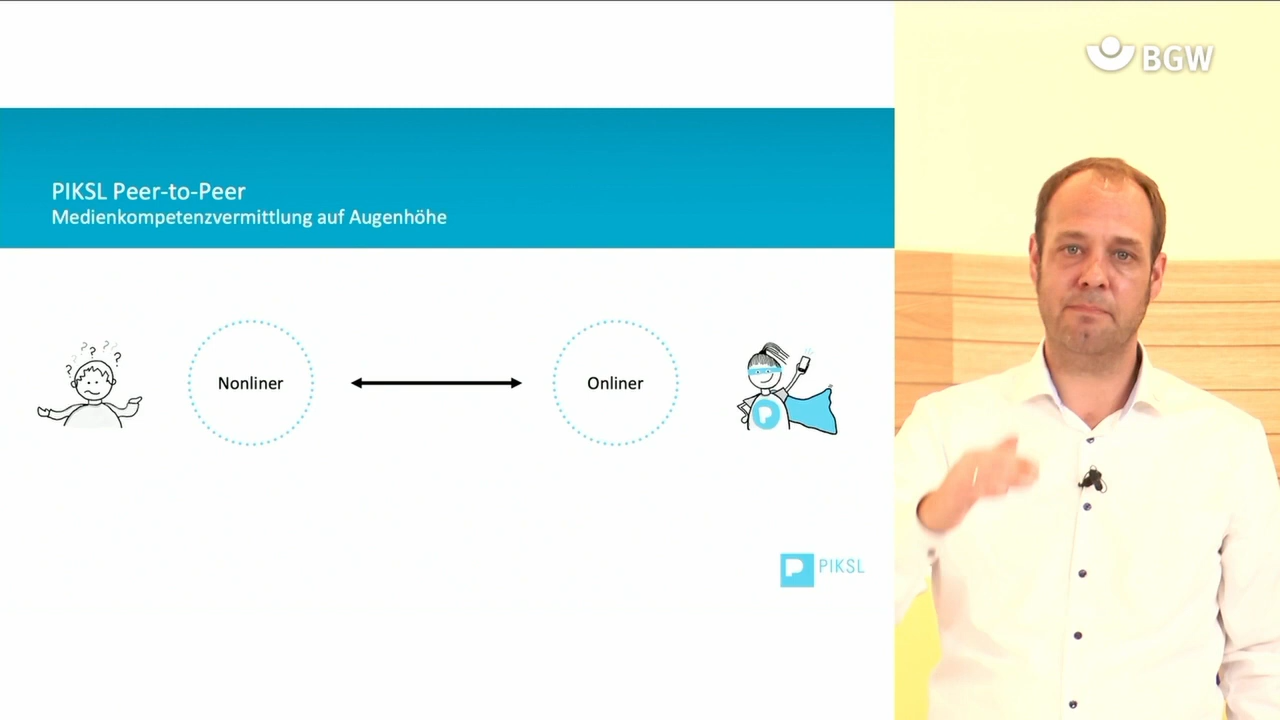 BGW
PIKSL Peer-to-Peer
Medienkompetenzvermittlung auf Augenhöhe
? ? ? ? ? ? ?
Nonliner
Onliner
P
P PIKSL